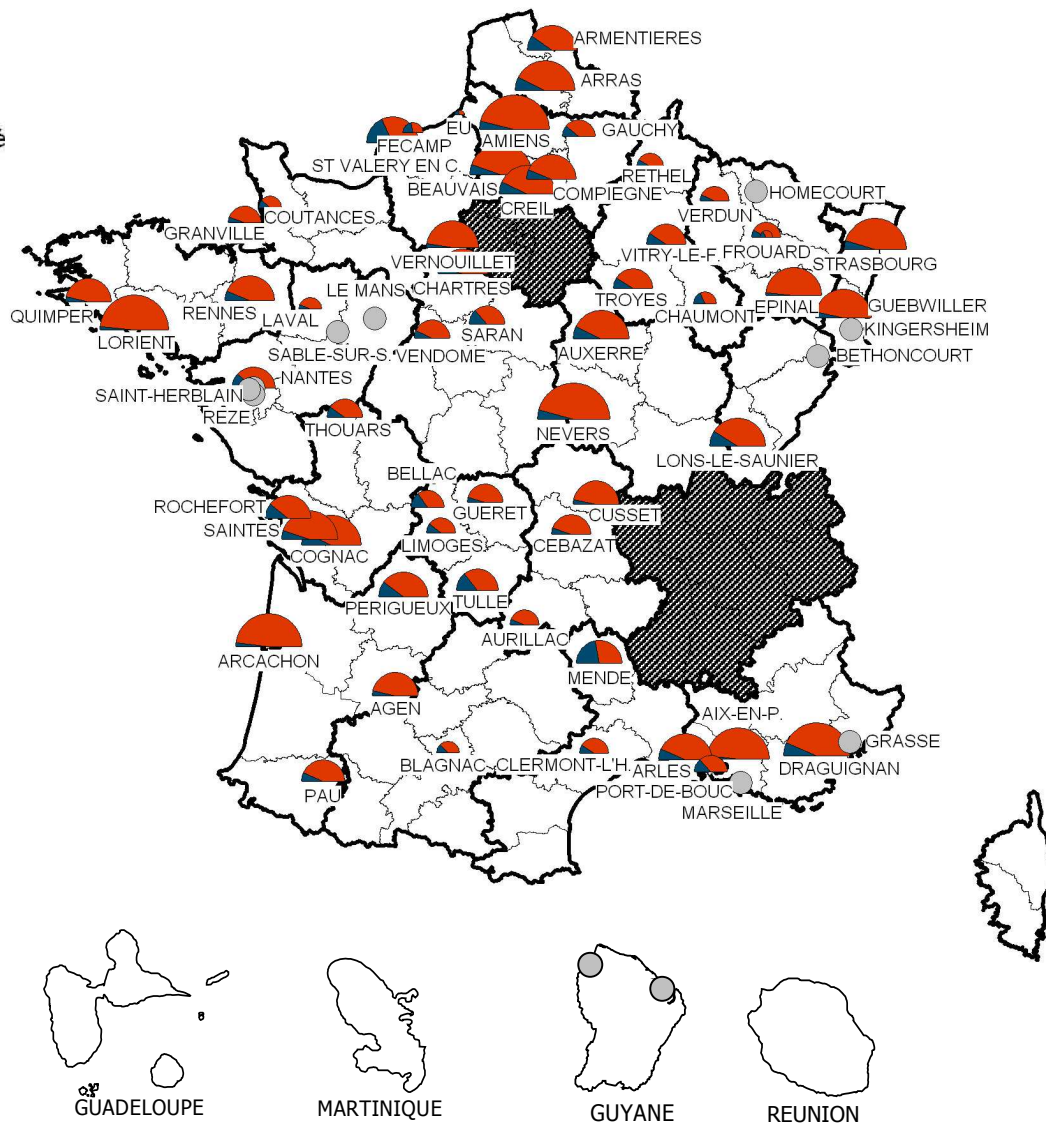 ARMENTIERES
ARRAS
é
EU
AMIENS
GAUCHY
FECAMP
ST VALERY EN C.
RETHEL
BEAUVAIS
COMPIEGNE
CREIL
HOMECOURT
VERDUN
COUTANCES
GRANVILLE
VITRY-LE-F.
FROUARD
STRASBOURG
VERNOUILLET
CHARTRES
TROYES
CHAUMONT
EPINAL
GUEBWILLER
QUIMPER
RENNES
LE MANS
LAVAL
LORIENT
SARAN
KINGERSHEIM
SABLE-SUR-S.
VENDOME
AUXERRE
BETHONCOURT
NANTES
SAINT-HERBLAIN
REZE
THOUARS
NEVERS
LONS-LE-SAUNIER
BELLAC
ROCHEFORT
GUERET
CUSSET
SAINTES
COGNAC
LIMOGES
CEBAZAT
PERIGUEUX
TULLE
AURILLAC
ARCACHON
MENDE
AGEN
AIX-EN-P.
GRASSE
BLAGNAC
CLERMONT-L'H.
ARLES
DRAGUIGNAN
PAU
PORT-DE-BOUC
MARSEILLE
GUADELOUPE
MARTINIQUE
GUYANE
REUNION